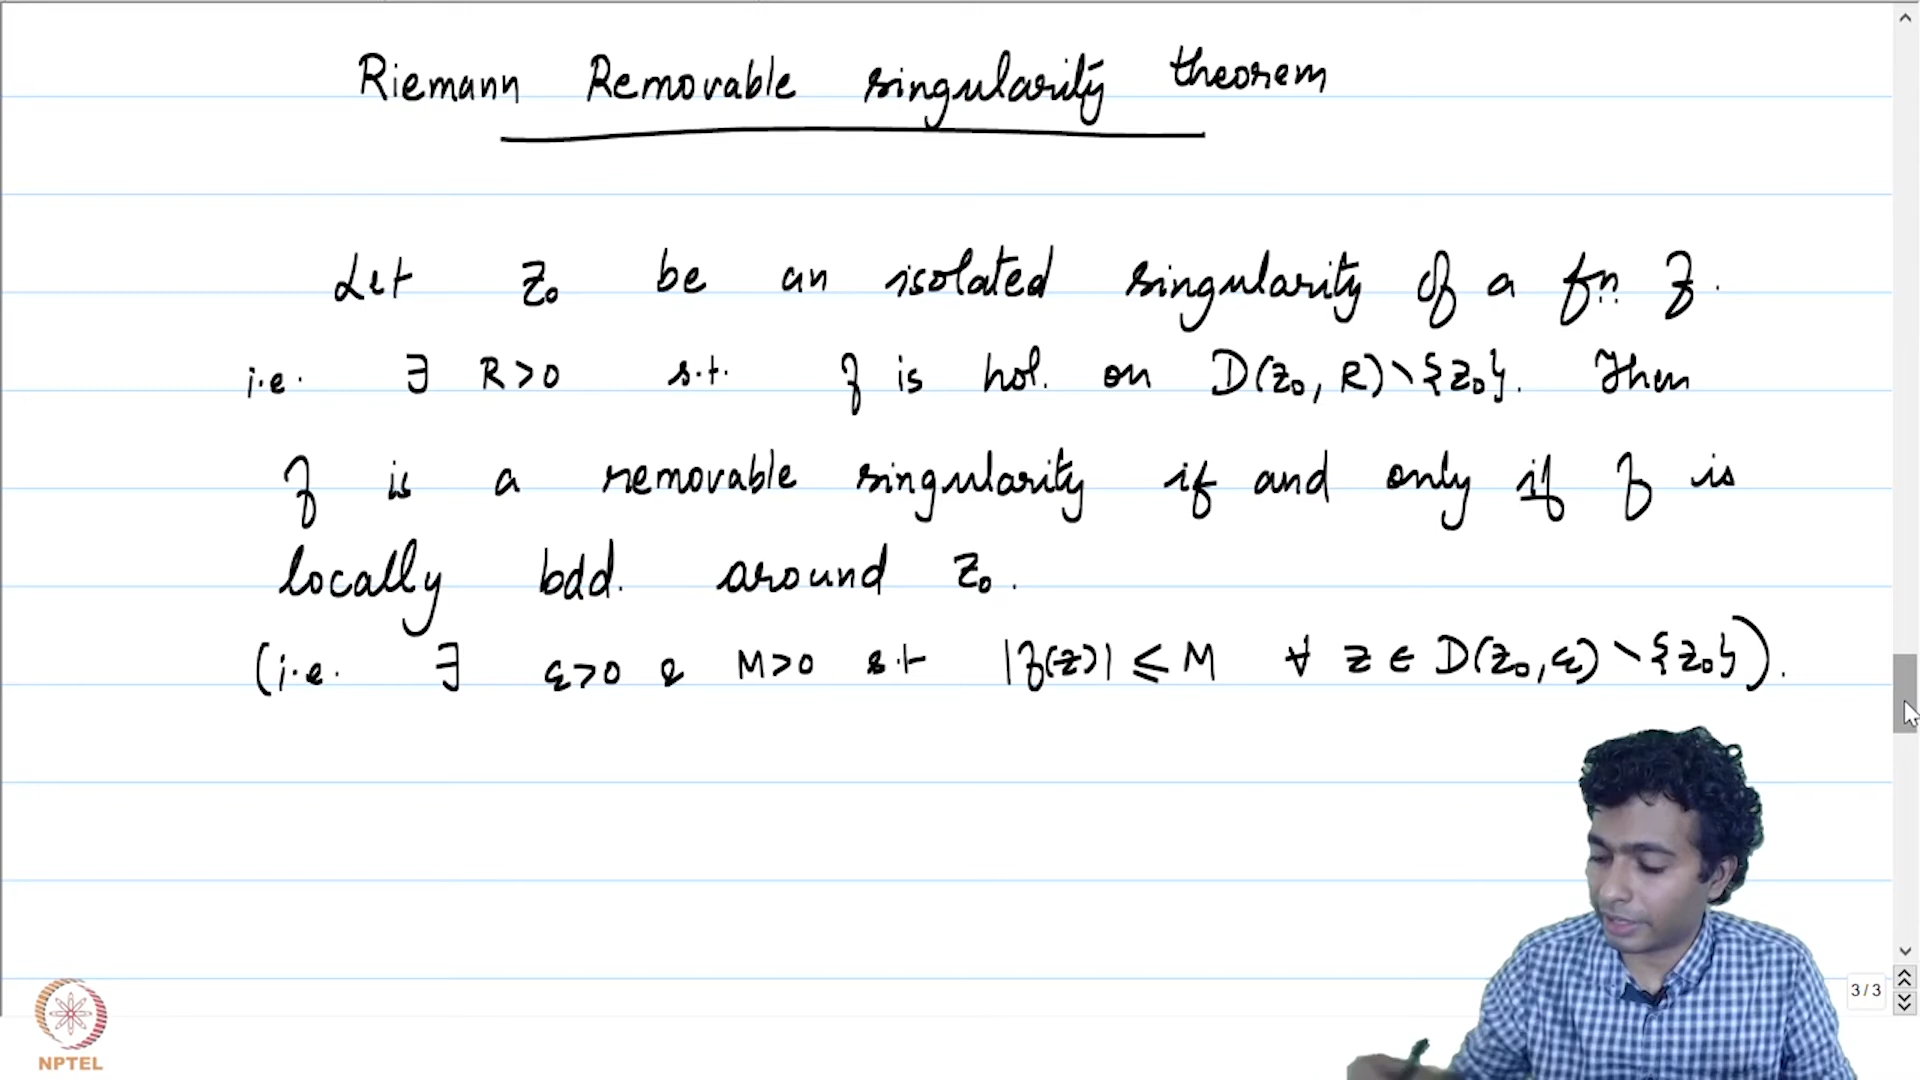 Riemann Removable singularity theorem
Let z₀ be an isolated singularity of a fn. f.
i.e. ∃ R>0 s.t. f is hol. on D(z₀, R)∖{z₀}. Then
f is a removable singularity if and only if f is
locally bdd. around z₀.
(i.e. ∃ ε>0 & M>0 s.t |f(z)| ≤ M ∀ z ∈ D(z₀,ε)∖{z₀}).
3 / 3
NPTEL